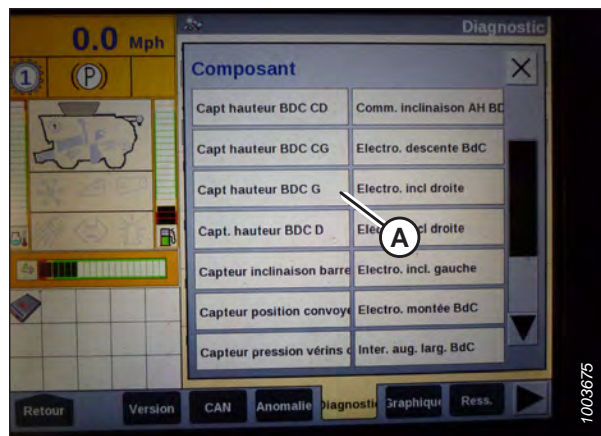 0.0 Mph
Diagnostic
1
(P)
Composant
Capt hauteur BDC CD
Comm. inclinaison AH BD
Capt hauteur BDC CG
Electro. descente BdC
Capt hauteur BDC G
Electro. incl droite
A
Capt. hauteur BDC D
droite
Capteur inclinaison barre
Electro. incl. gauche
Capteur position convoye
Electro. montée BdC
Capteur pression vérins
Inter. aug. larg. BdC
Retour
Version
CAN
Anomalie
Diagnosti
Graphique
Ress.
1003675